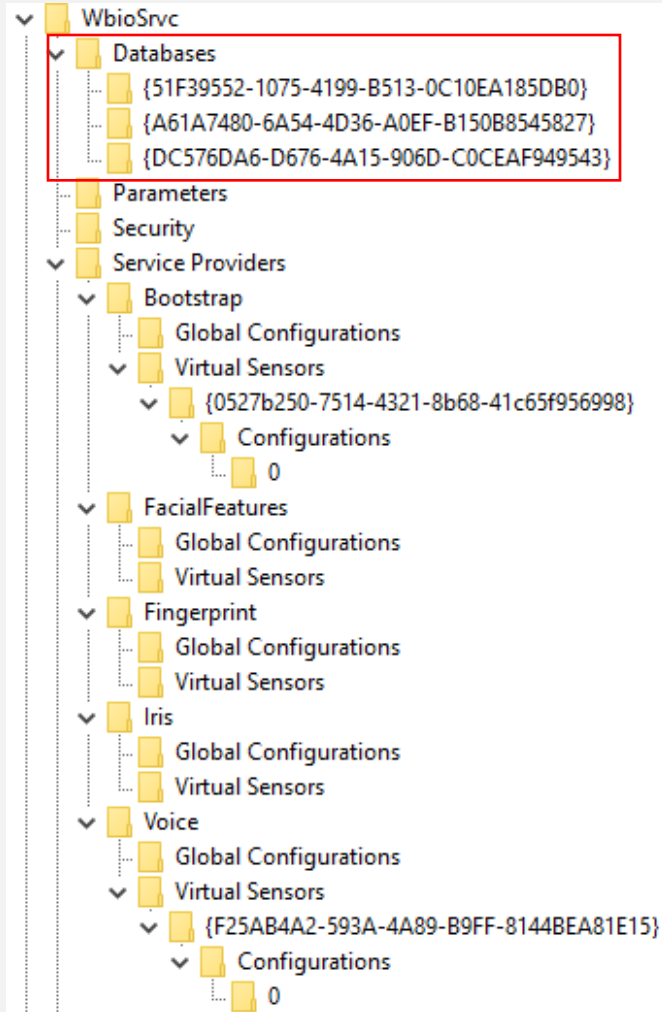 WbioSrvc
Databases
{51F39552-1075-4199-B513-0C10EA185DB0}
{A61A7480-6A54-4D36-A0EF-B150B8545827}
{DC576DA6-D676-4A15-906D-C0CEAF949543}
Parameters
Security
Service Providers
Bootstrap
Global Configurations
Virtual Sensors
{0527b250-7514-4321-8b68-41c65f956998}
Configurations
0
FacialFeatures
Global Configurations
Virtual Sensors
Fingerprint
Global Configurations
Virtual Sensors
Iris
Global Configurations
Virtual Sensors
Voice
Global Configurations
Virtual Sensors
{F25AB4A2-593A-4A89-B9FF-8144BEA81E15}
Configurations
0